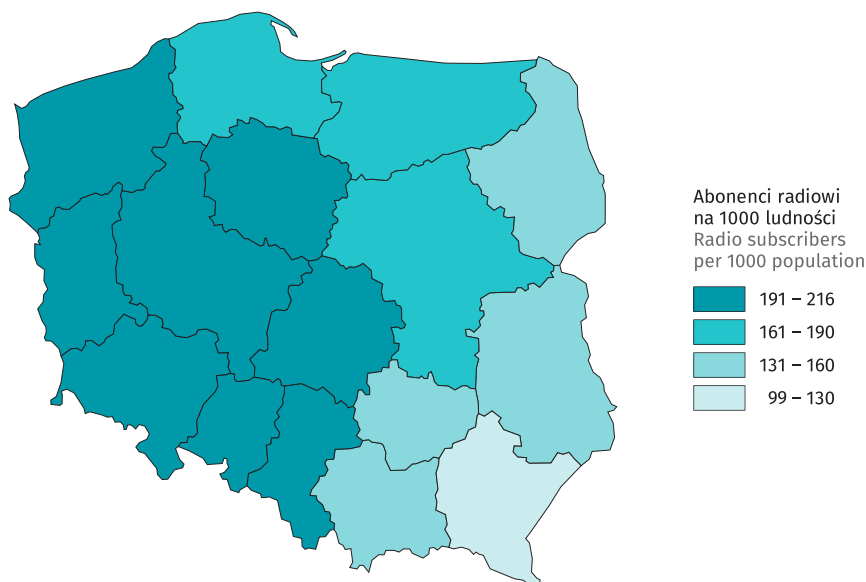 Abonenci radiowi
na 1000 ludności
Radio subscribers
per 1000 population
191 – 216
161 – 190
131 – 160
99 – 130